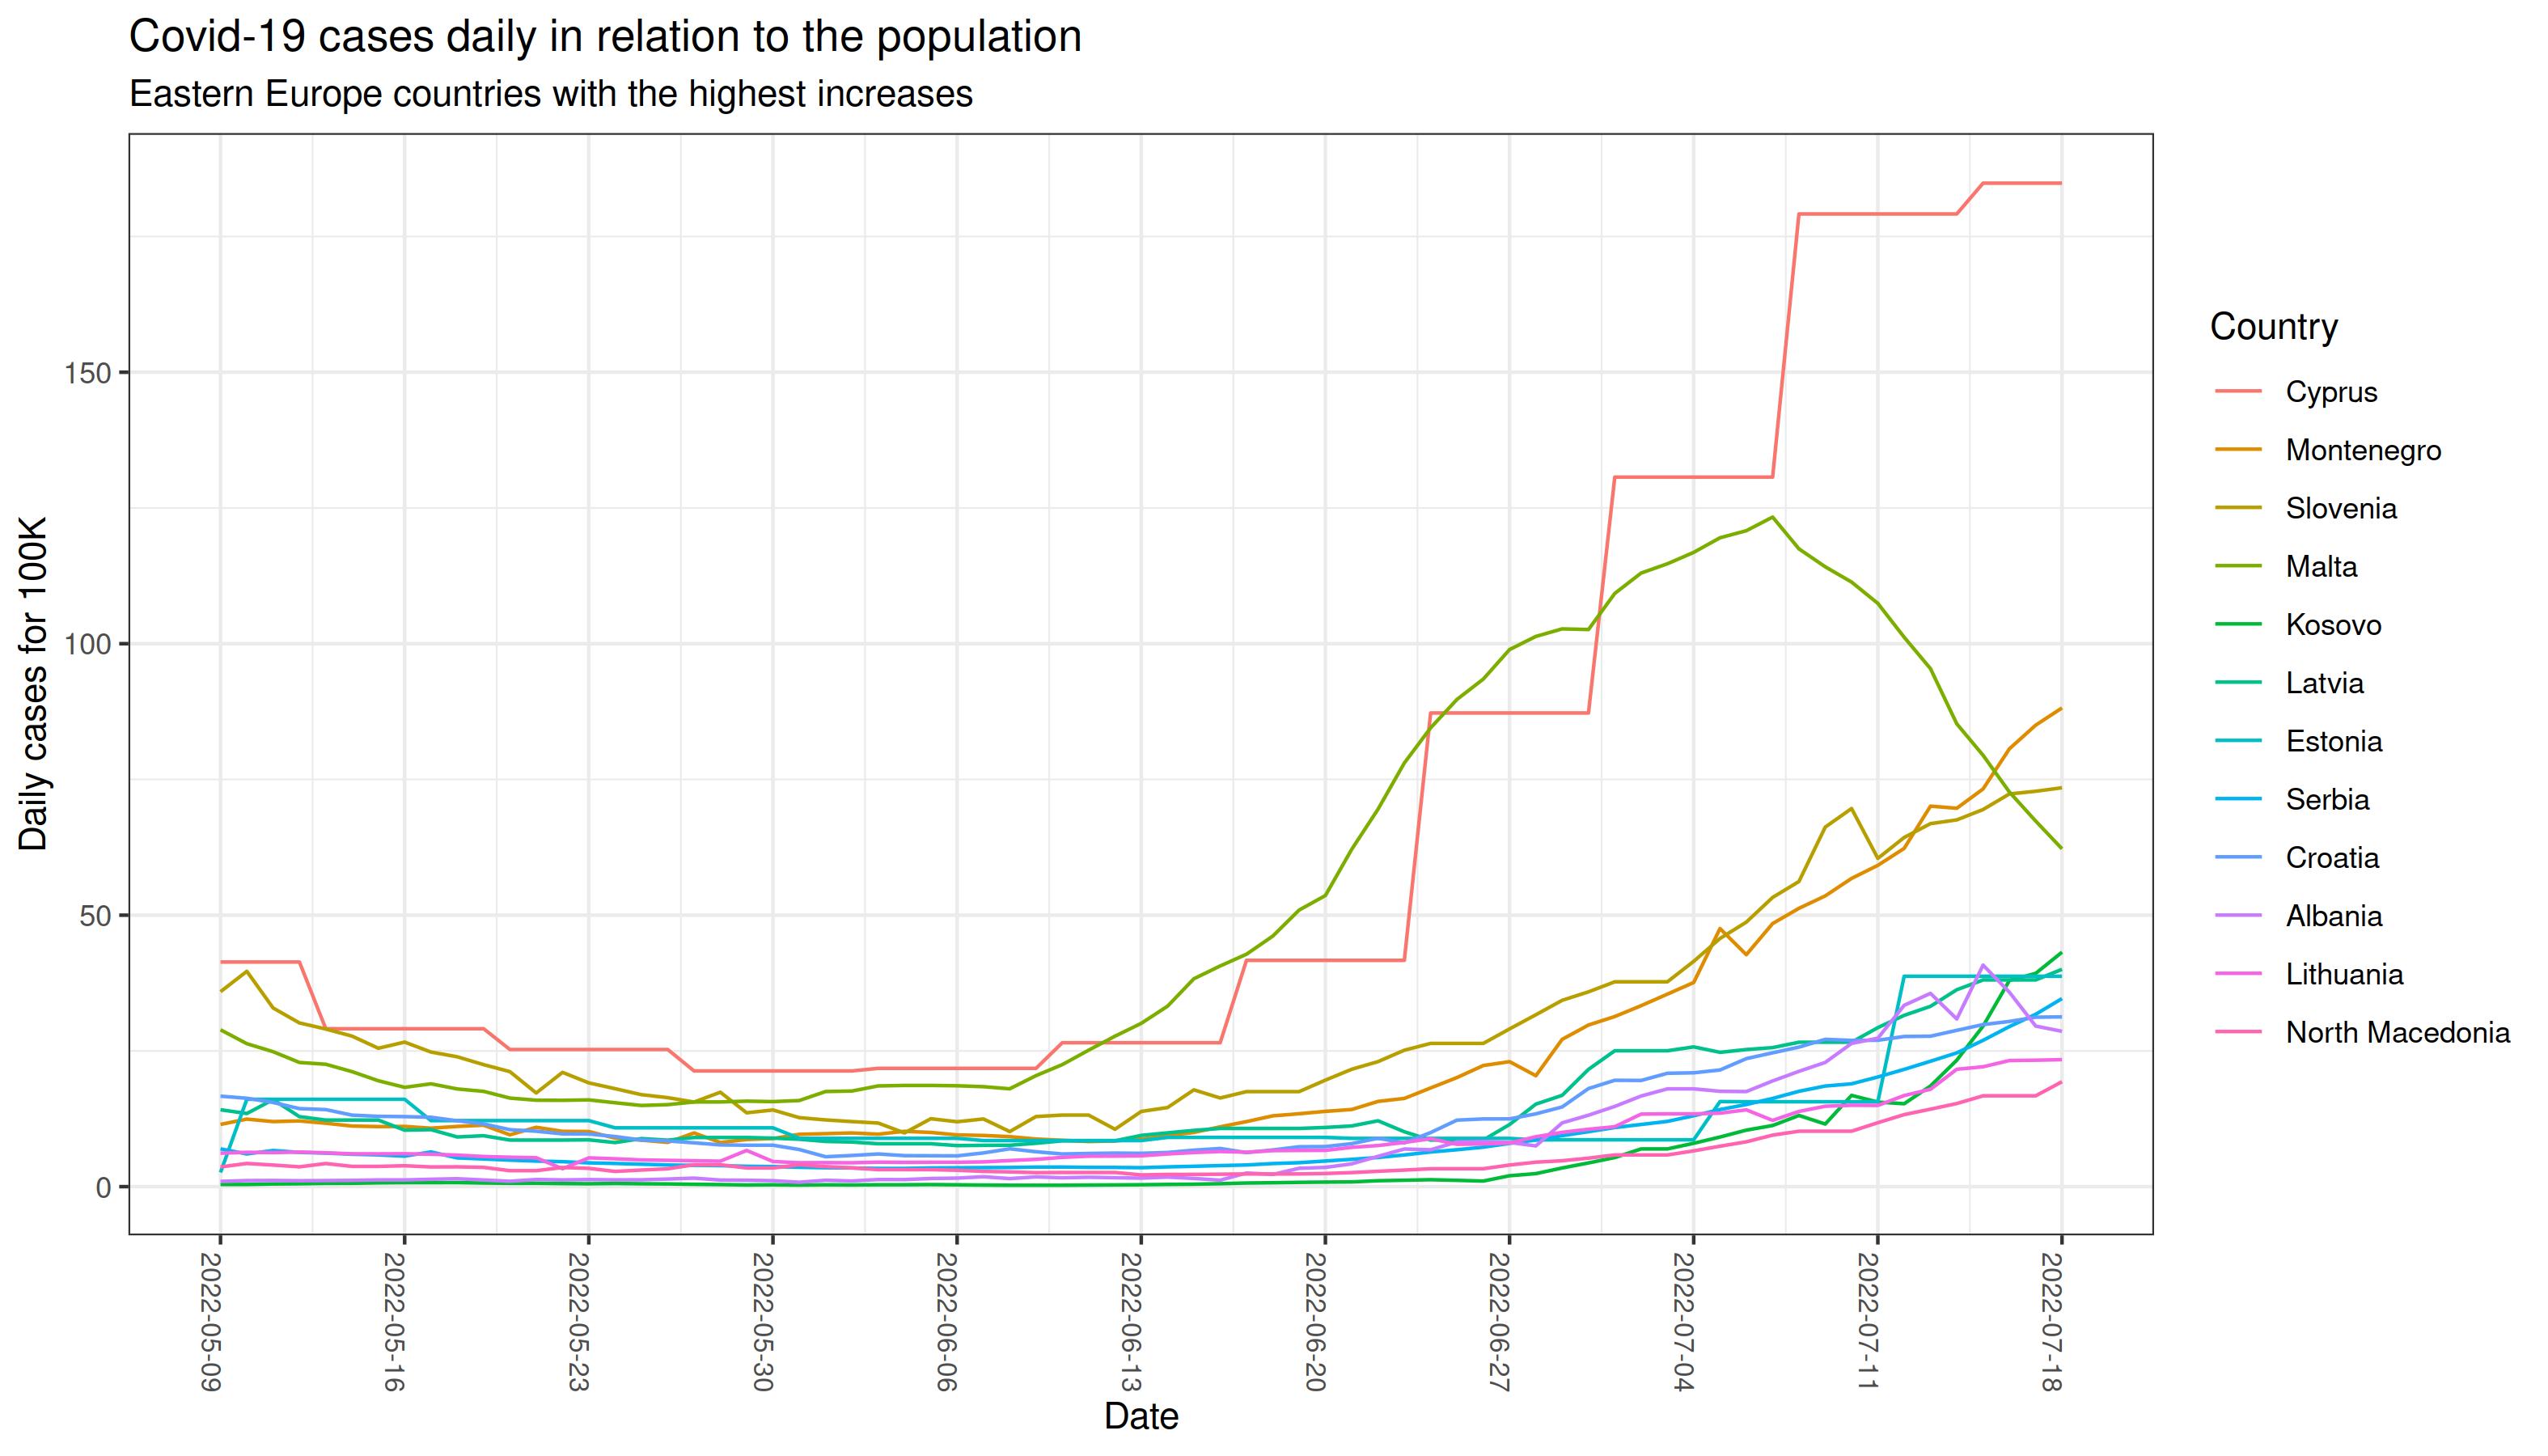 Covid-19 cases daily in relation to the population
Eastern Europe countries with the highest increases
Daily cases for 100K
150
100
50
0
2022-05-09
2022-05-16
2022-05-23
2022-05-30
2022-06-06
2022-06-13
2022-06-20
2022-06-27
2022-07-04
2022-07-11
2022-07-18
Date
Country
Cyprus
Montenegro
Slovenia
Malta
Kosovo
Latvia
Estonia
Serbia
Croatia
Albania
Lithuania
North Macedonia